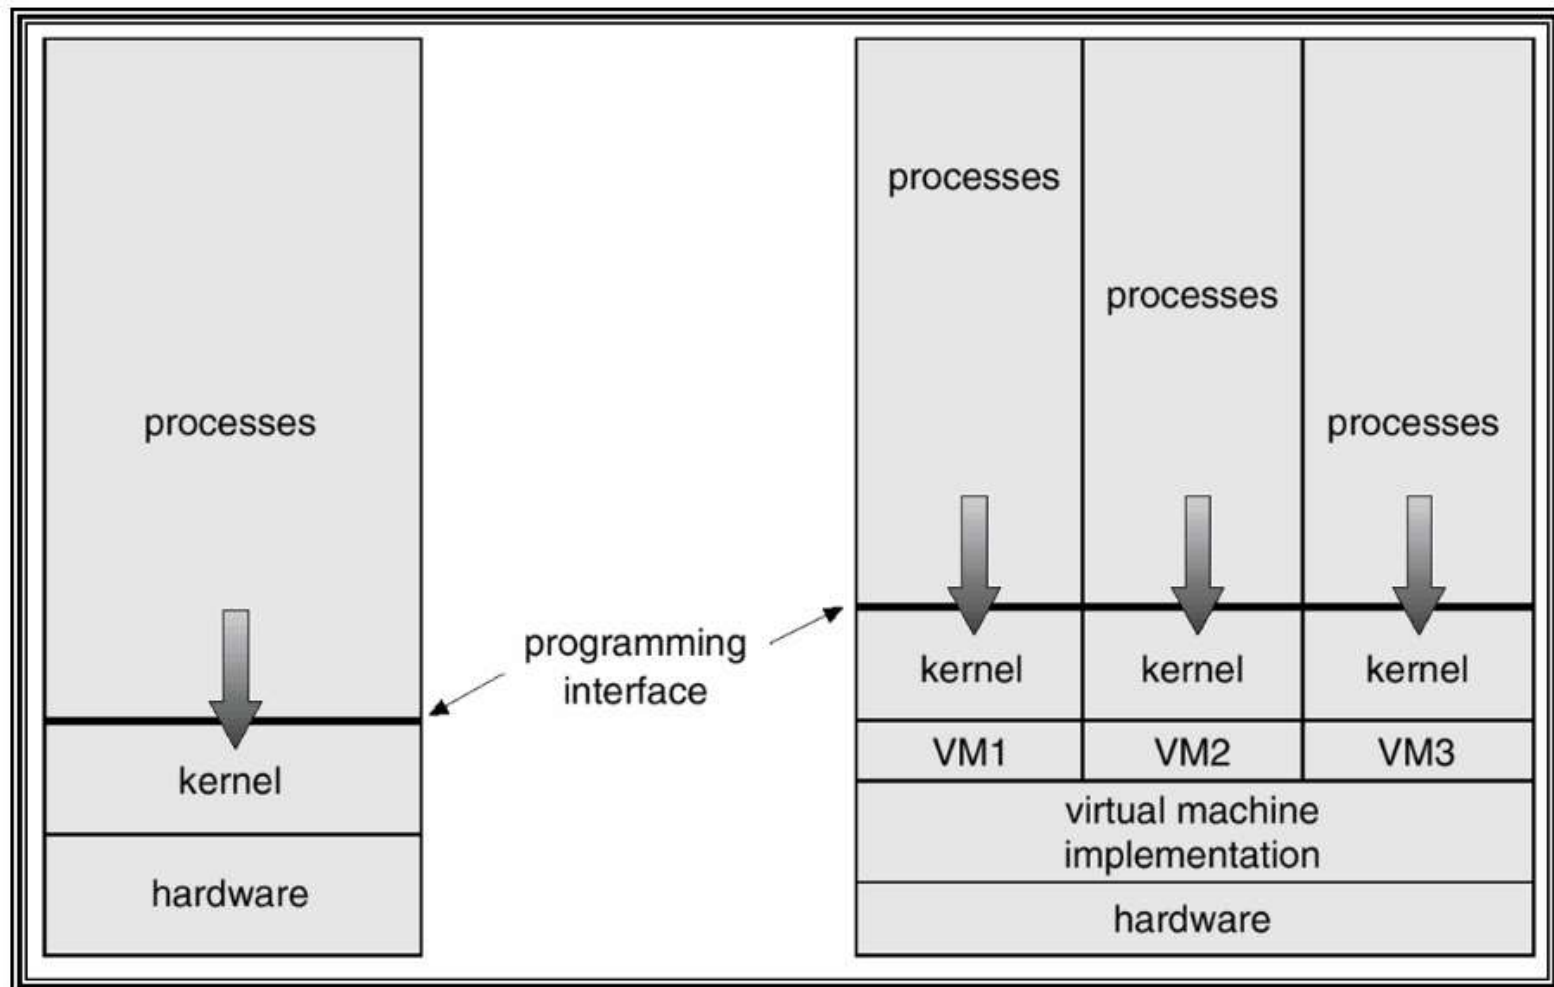 processes
kernel
hardware
programming
interface
processes
processes
processes
kernel
kernel
kernel
VM1
VM2
VM3
virtual machine
implementation
hardware